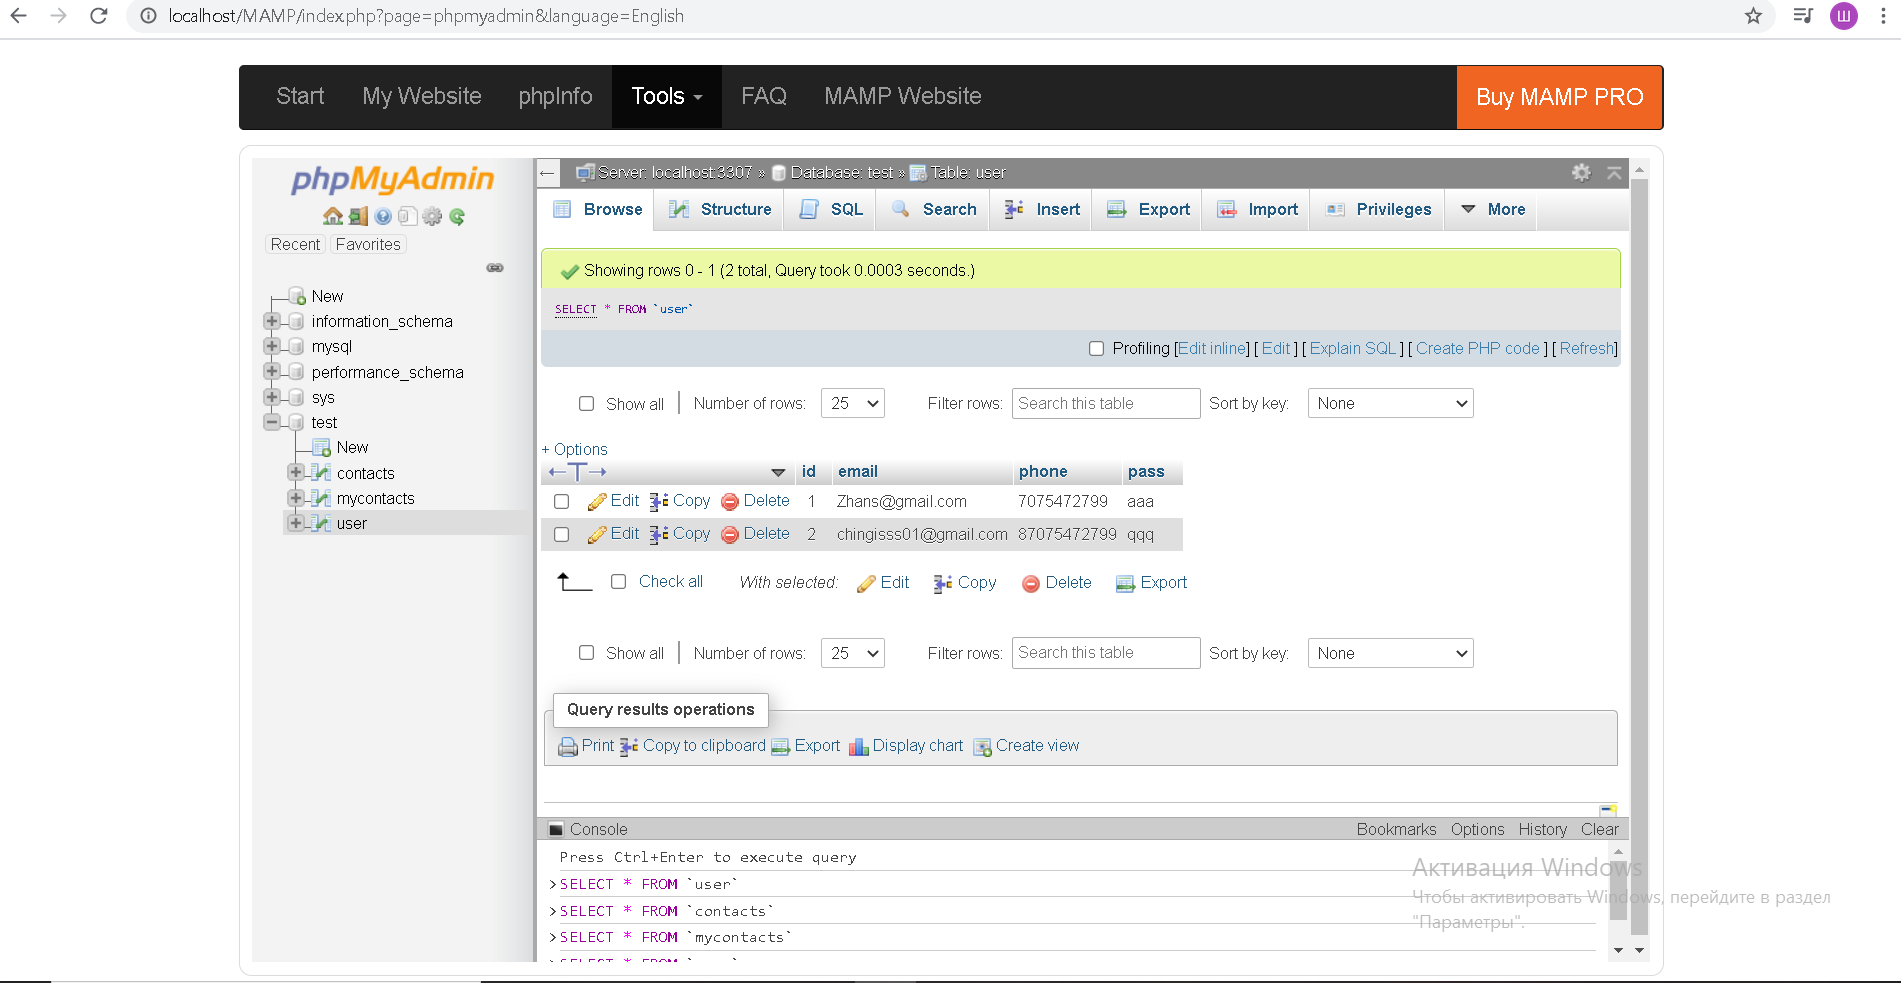 localhost/MAMP/index.php?page=phpmyadmin&language=English
Ш
Start My Website phpInfo Tools FAQ MAMP Website Buy MAMP PRO
phpMyAdmin
Recent Favorites
New
information_schema
mysql
performance_schema
sys
test
New
contacts
mycontacts
user
Server: localhost:3307 » Database: test » Table: user
Browse Structure SQL Search Insert Export Import Privileges More
Showing rows 0 - 1 (2 total, Query took 0.0003 seconds.)
SELECT * FROM `user`
Profiling [Edit inline] [ Edit ] [ Explain SQL ] [ Create PHP code ] [ Refresh]
Show all Number of rows: 25 Filter rows: Search this table Sort by key: None
+ Options
←T→ id email phone pass
Edit Copy Delete 1 Zhans@gmail.com 7075472799 aaa
Edit Copy Delete 2 chingisss01@gmail.com 87075472799 qqq
Check all With selected: Edit Copy Delete Export
Show all Number of rows: 25 Filter rows: Search this table Sort by key: None
Query results operations
Print Copy to clipboard Export Display chart Create view
Console Bookmarks Options History Clear
Press Ctrl+Enter to execute query
>SELECT * FROM `user`
>SELECT * FROM `contacts`
>SELECT * FROM `mycontacts`
Активация Windows
Чтобы активировать Windows, перейдите в раздел
"Параметры".